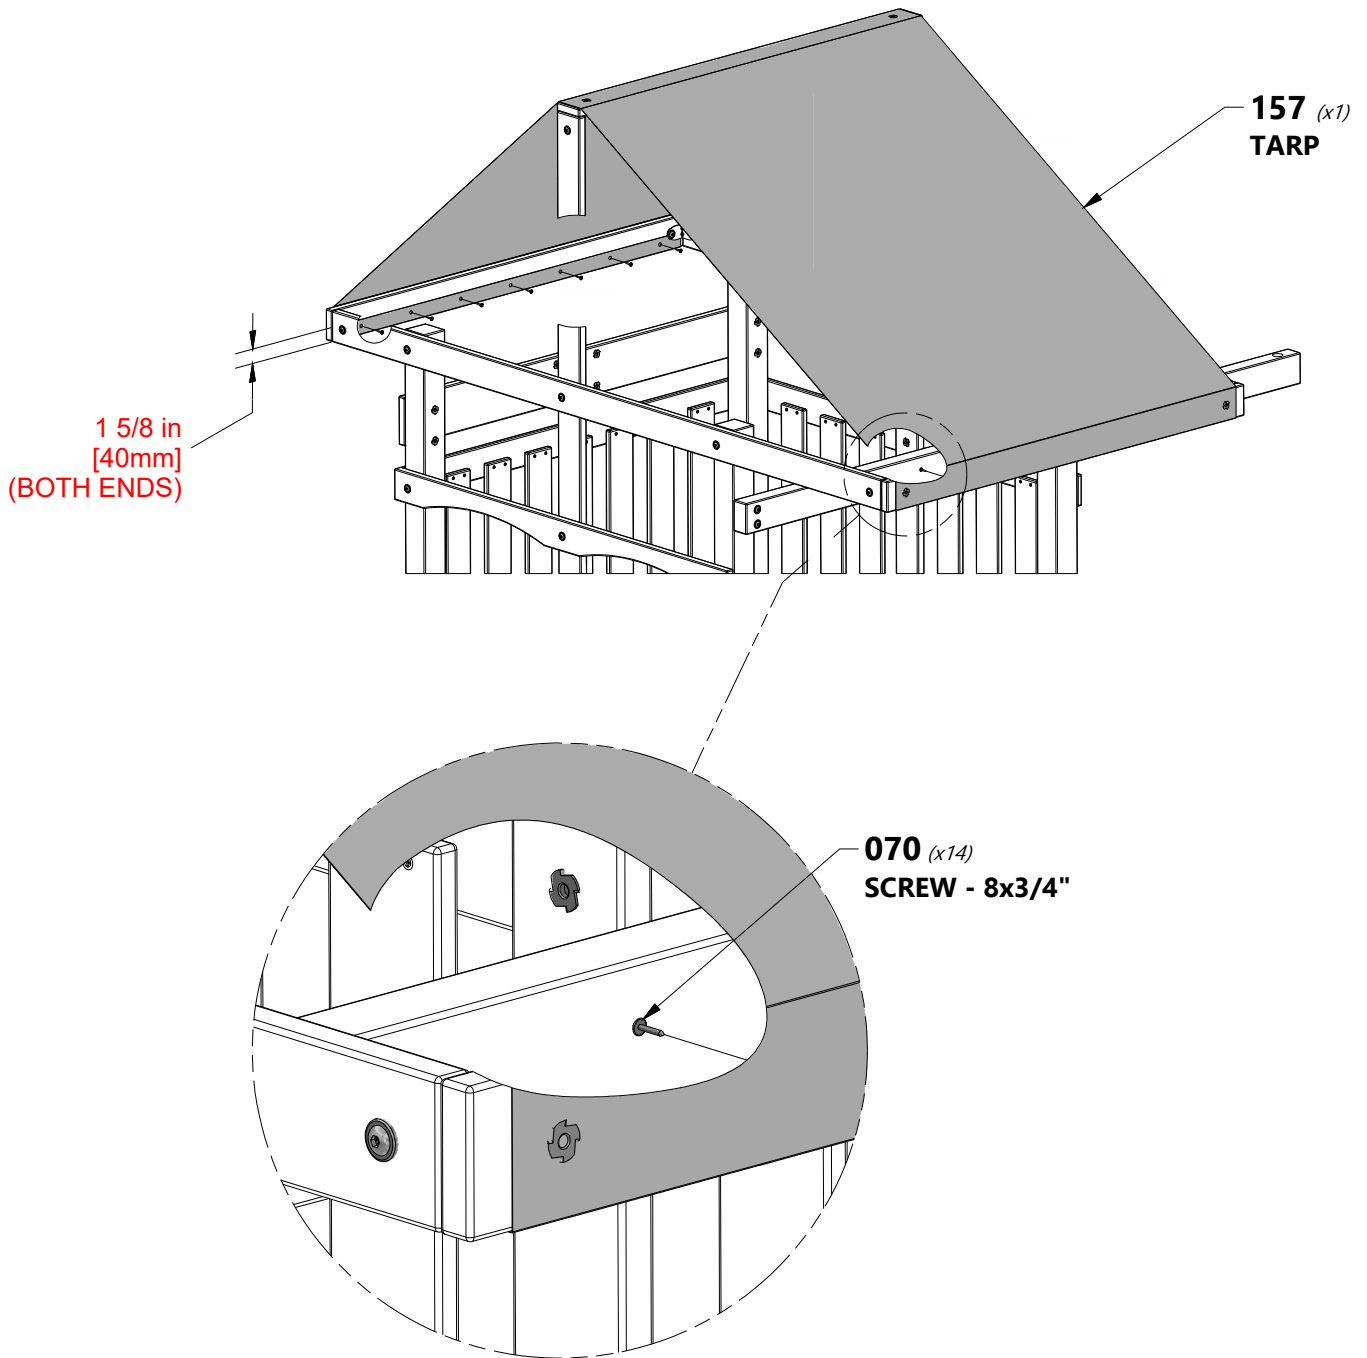 157 (x1)
TARP
1 5/8 in
[40mm]
(BOTH ENDS)
070 (x14)
SCREW - 8x3/4"